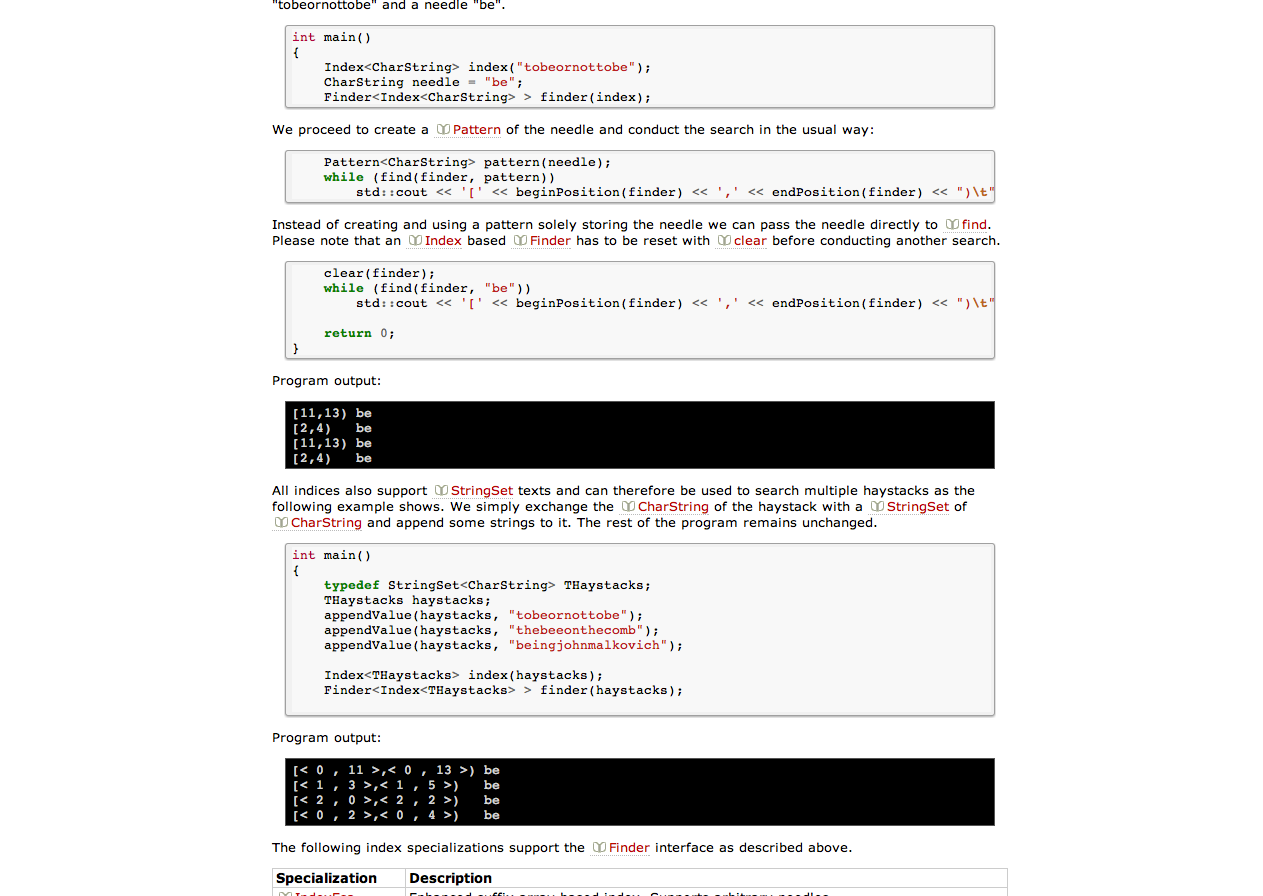 "tobeornottobe" and a needle "be".
int main()
{
    Index<CharString> index("tobeornottobe");
    CharString needle = "be";
    Finder<Index<CharString> > finder(index);
We proceed to create a Pattern of the needle and conduct the search in the usual way:
    Pattern<CharString> pattern(needle);
    while (find(finder, pattern))
        std::cout << '[' << beginPosition(finder) << ',' << endPosition(finder) << ")\t"
Instead of creating and using a pattern solely storing the needle we can pass the needle directly to find.
Please note that an Index based Finder has to be reset with clear before conducting another search.
    clear(finder);
    while (find(finder, "be"))
        std::cout << '[' << beginPosition(finder) << ',' << endPosition(finder) << ")\t"
    return 0;
}
Program output:
[11,13) be
[2,4)   be
[11,13) be
[2,4)   be
All indices also support StringSet texts and can therefore be used to search multiple haystacks as the
following example shows. We simply exchange the CharString of the haystack with a StringSet of
CharString and append some strings to it. The rest of the program remains unchanged.
int main()
{
    typedef StringSet<CharString> THaystacks;
    THaystacks haystacks;
    appendValue(haystacks, "tobeornottobe");
    appendValue(haystacks, "thebeeonthecomb");
    appendValue(haystacks, "beingjohnmalkovich");
    Index<THaystacks> index(haystacks);
    Finder<Index<THaystacks> > finder(haystacks);
Program output:
[< 0 , 11 >,< 0 , 13 >) be
[< 1 , 3 >,< 1 , 5 >)   be
[< 2 , 0 >,< 2 , 2 >)   be
[< 0 , 2 >,< 0 , 4 >)   be
The following index specializations support the Finder interface as described above.
Specialization Description
IndexEsa Enhanced suffix array based index. Supports arbitrary needles.